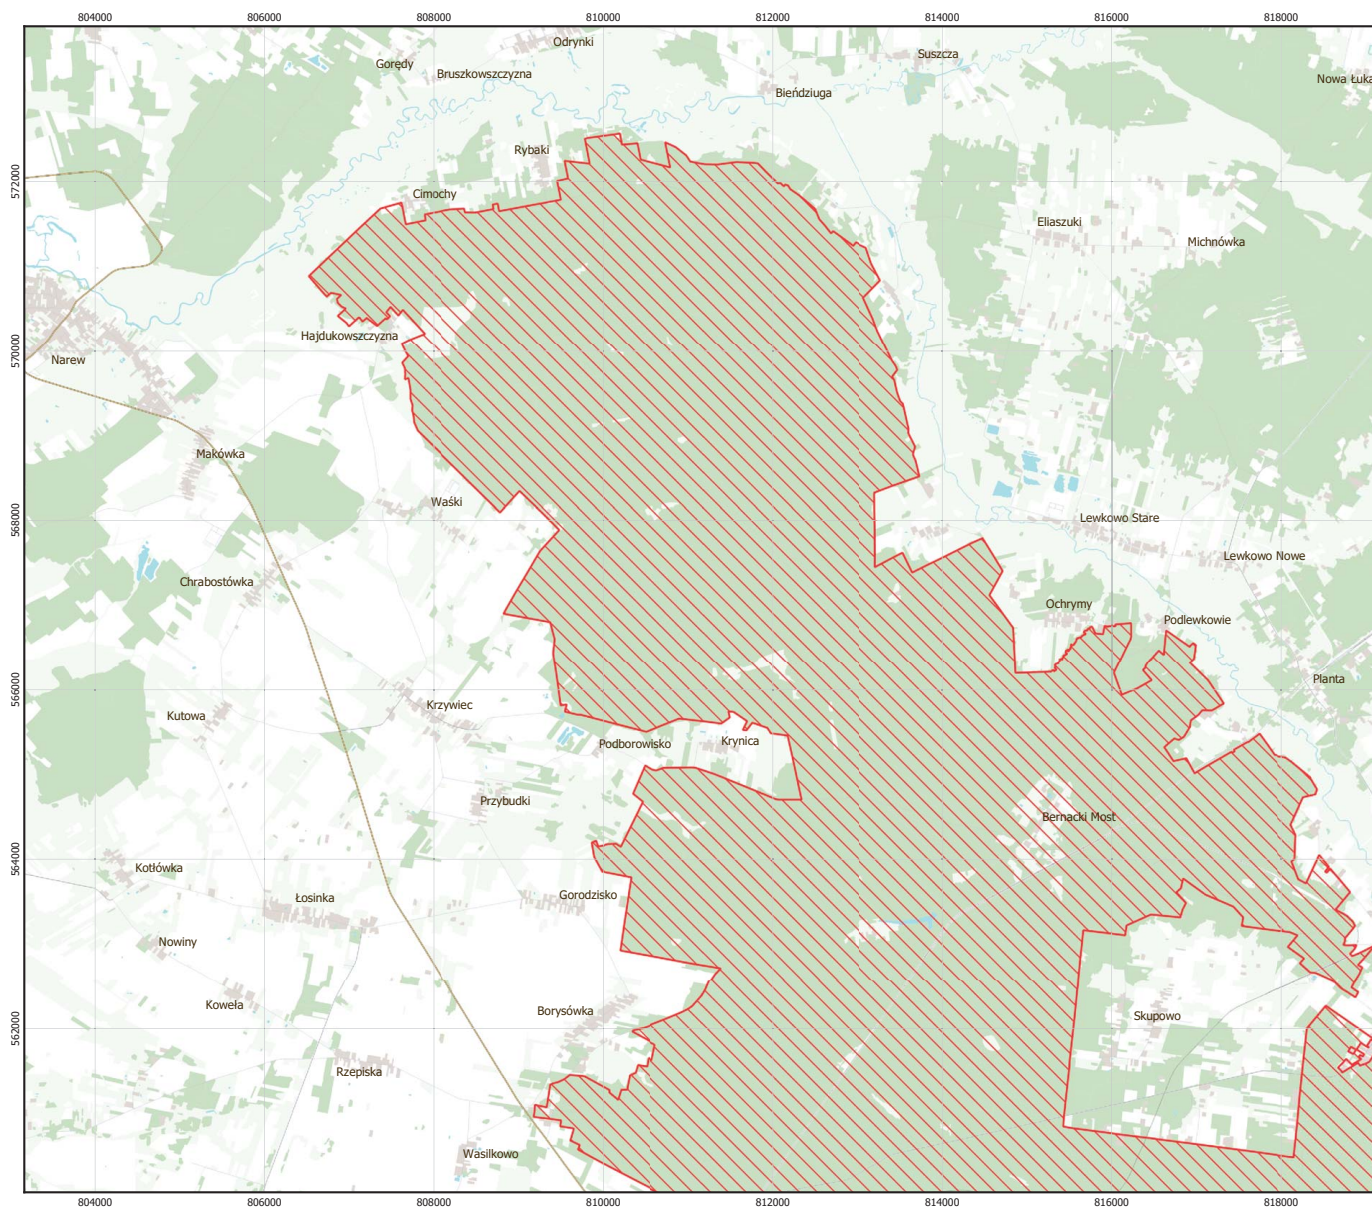 804000 806000 808000 810000 812000 814000 816000 818000
Odrynki
Suszcza
Goredy
Bruszkowszczyzna
Nowa Łuka
Bieńdziuga
Rybaki
572000
Cimochy
Eliaszuki
Michnówka
Hajdukowszczyzna
570000
Narew
Makówka
Waśki
568000
Lewkowo Stare
Lewkowo Nowe
Chrabostówka
Ochrymy
Podlewkowie
566000
Planta
Krzywiec
Kutowa
Podborowisko
Krynica
Przybudki
Bernacki Most
564000
Kotłówka
Gorodzisko
Łosinka
Nowiny
Koweła
Borysówka
Skupowo
562000
Rzepiska
Wasilkowo
804000 806000 808000 810000 812000 814000 816000 818000